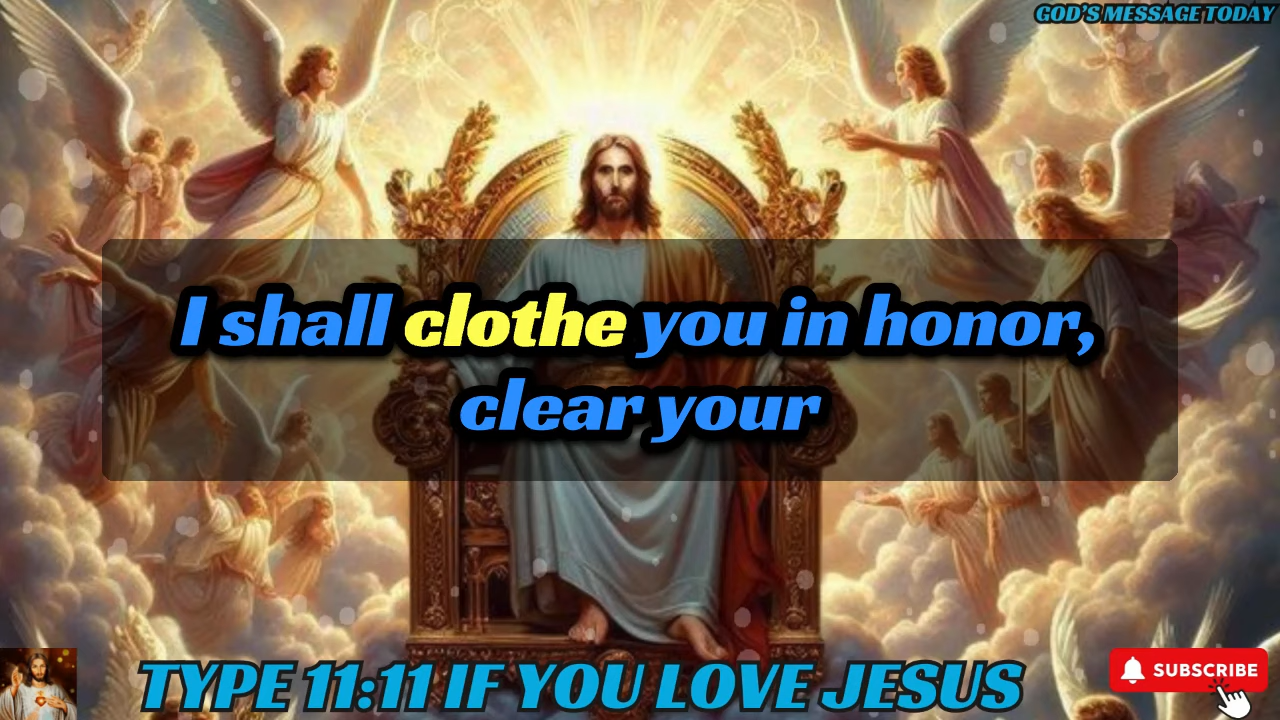 GOD'S MESSAGE TODAY
I shall clothe you in honor,
clear your
TYPE 11:11 IF YOU LOVE JESUS
SUBSCRIBE